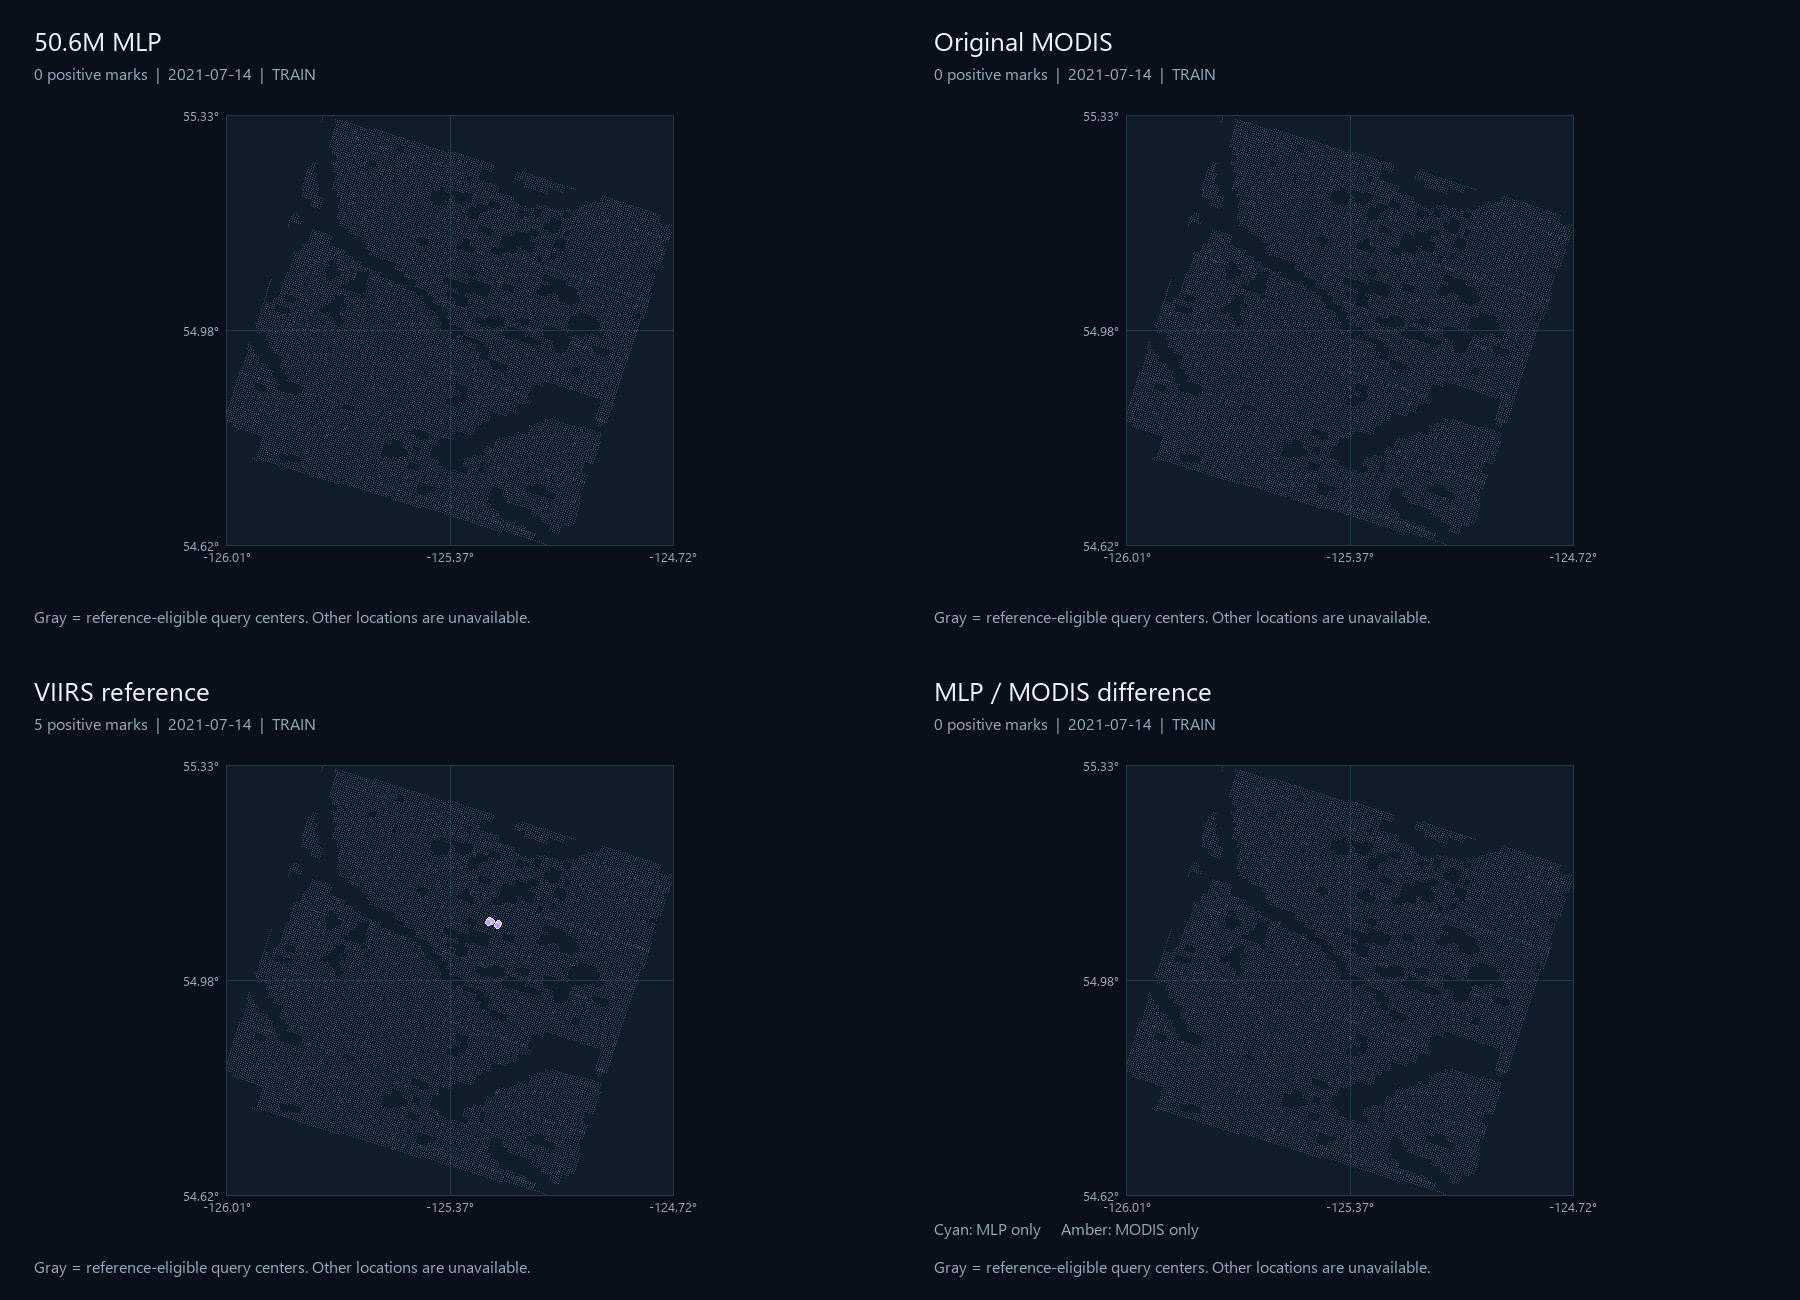 50.6M MLP
0 positive marks | 2021-07-14 | TRAIN
55.33°
54.98°
54.62°
-126.01°
-125.37°
-124.72°
Gray = reference-eligible query centers. Other locations are unavailable.
Original MODIS
0 positive marks | 2021-07-14 | TRAIN
55.33°
54.98°
54.62°
-126.01°
-125.37°
-124.72°
Gray = reference-eligible query centers. Other locations are unavailable.
VIIRS reference
5 positive marks | 2021-07-14 | TRAIN
55.33°
54.98°
54.62°
-126.01°
-125.37°
-124.72°
Gray = reference-eligible query centers. Other locations are unavailable.
MLP / MODIS difference
0 positive marks | 2021-07-14 | TRAIN
55.33°
54.98°
54.62°
-126.01°
-125.37°
-124.72°
Cyan: MLP only Amber: MODIS only
Gray = reference-eligible query centers. Other locations are unavailable.